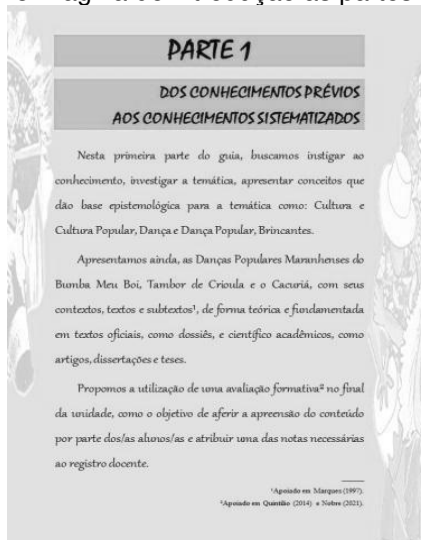 PARTE 1
DOS CONHECIMENTOS PRÉVIOS
AOS CONHECIMENTOS SISTEMATIZADOS
Nesta primeira parte do guia, buscamos instigar ao
conhecimento, investigar a temática, apresentar conceitos que
dão base epistemológica para a temática como: Cultura e
Cultura Popular, Dança e Dança Popular, Brincantes.
Apresentamos ainda, as Danças Populares Maranhenses do
Bumba Meu Boi, Tambor de Crioula e o Cacuriá, com seus
contextos, textos e subtextos¹, de forma teórica e fundamentada
em textos oficiais, como dossiês, e científico acadêmicos, como
artigos, dissertações e teses.
Propomos a utilização de uma avaliação formativa² no final
da unidade, como o objetivo de aferir a apreensão do conteúdo
por parte dos/as alunos/as e atribuir uma das notas necessárias
ao registro docente.
¹Apoiado em Marques (1997).
²Apoiado em Quintilio (2014) e Nobre (2021).